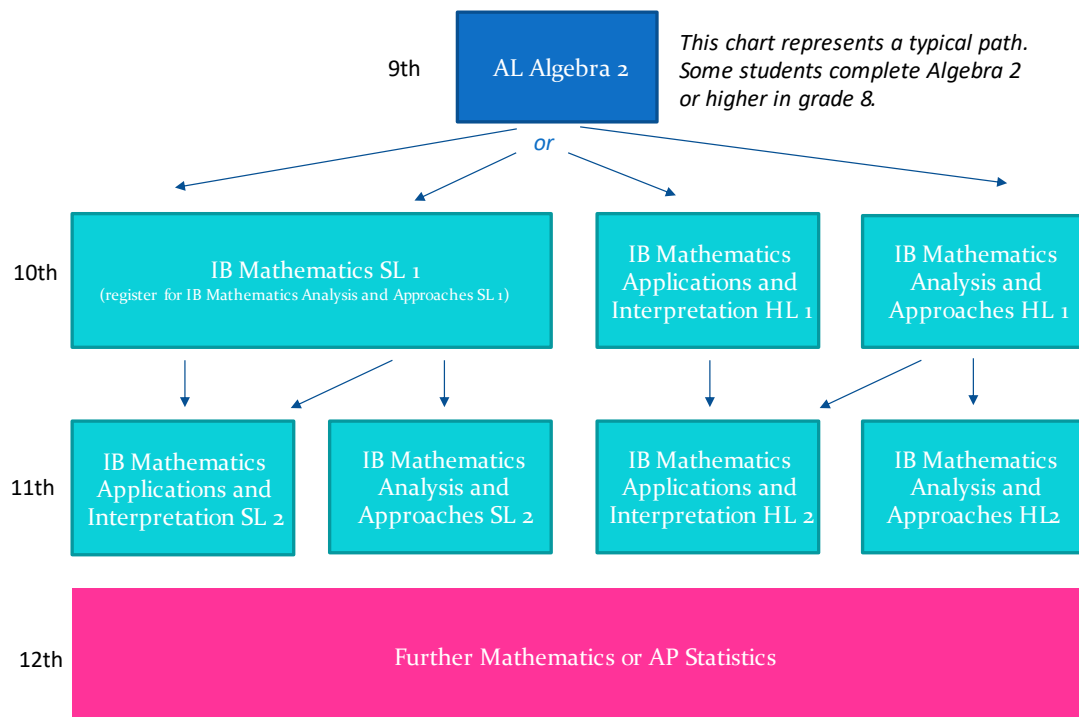 9th
AL Algebra 2
This chart represents a typical path.
Some students complete Algebra 2
or higher in grade 8.
or
10th
IB Mathematics SL 1
(register for IB Mathematics Analysis and Approaches SL 1)
IB Mathematics
Applications and
Interpretation HL 1
IB Mathematics
Analysis and
Approaches HL 1
11th
IB Mathematics
Applications and
Interpretation SL 2
IB Mathematics
Analysis and
Approaches SL 2
IB Mathematics
Applications and
Interpretation HL 2
IB Mathematics
Analysis and
Approaches HL2
12th
Further Mathematics or AP Statistics